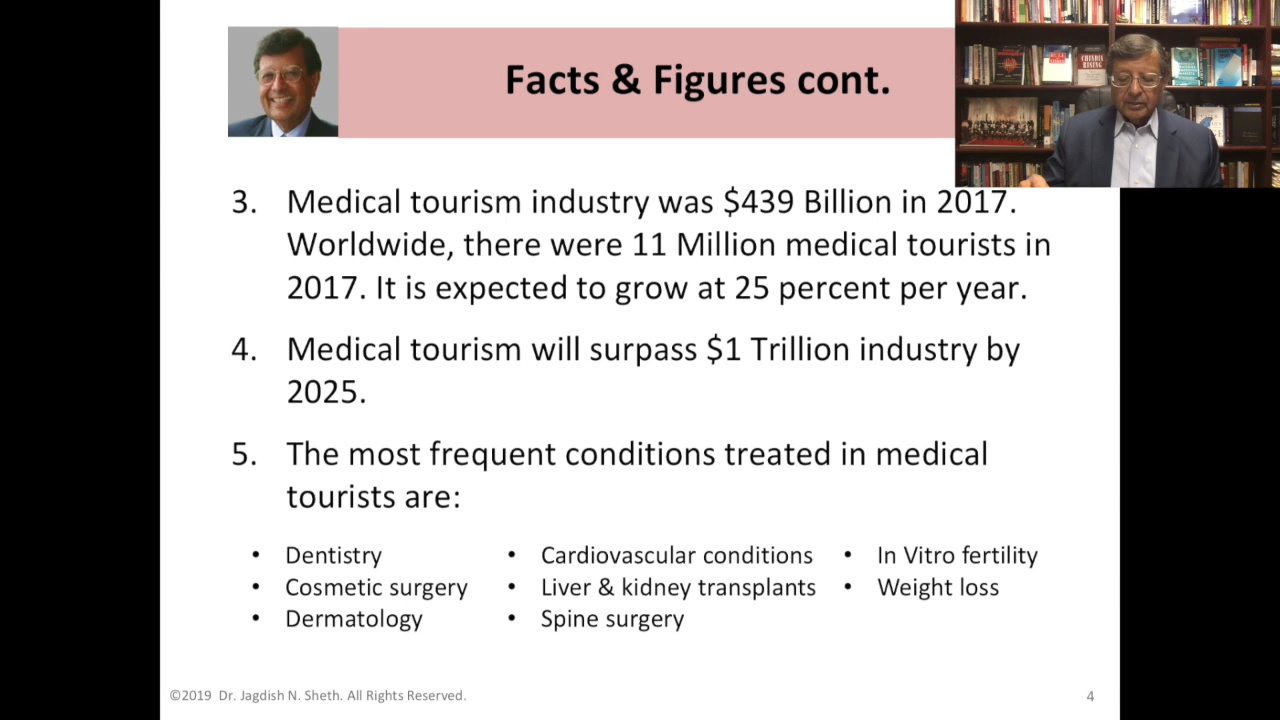 Facts & Figures cont.
CHINDIA
RISING
3. Medical tourism industry was $439 Billion in 2017.
Worldwide, there were 11 Million medical tourists in
2017. It is expected to grow at 25 percent per year.
4. Medical tourism will surpass $1 Trillion industry by
2025.
5. The most frequent conditions treated in medical
tourists are:
• Dentistry
• Cosmetic surgery
• Dermatology
• Cardiovascular conditions
• Liver & kidney transplants
• Spine surgery
• In Vitro fertility
• Weight loss
©2019 Dr. Jagdish N. Sheth. All Rights Reserved.
4